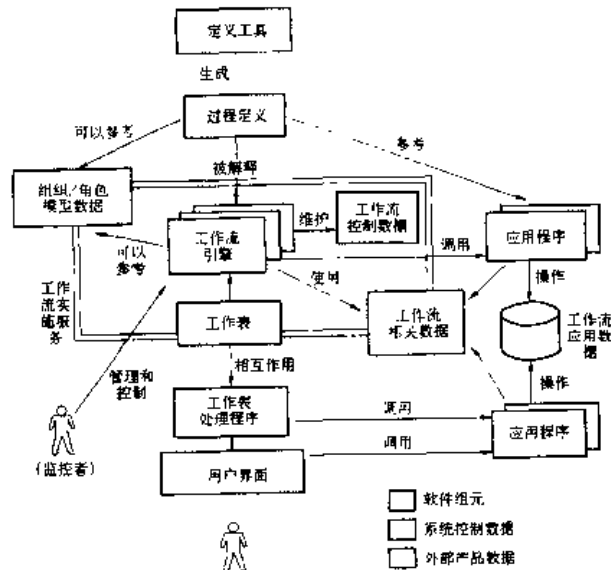 定义工具
生成
过程定义
可以参考
参考
被解释
组织/角色
模型数据
维护
工作流
控制数据
工作流
引擎
调用
应用程序
可以
参考
使用
操作
工作
流实
施服
务
工作表
工作流
相关数据
工作流
应用数
据
管理和
控制
相互作用
操作
工作表
处理程序
调用
应用程序
(监控者)
调用
用户界面
软件组元
系统控制数据
外部产品数据